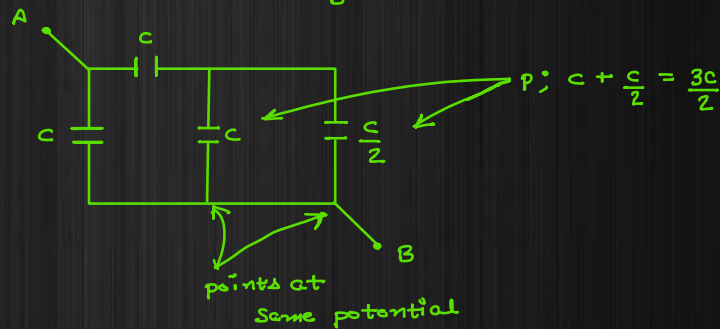 A
C
P; C + C/2 = 3C/2
C
C
C/2
B
points at
same potential